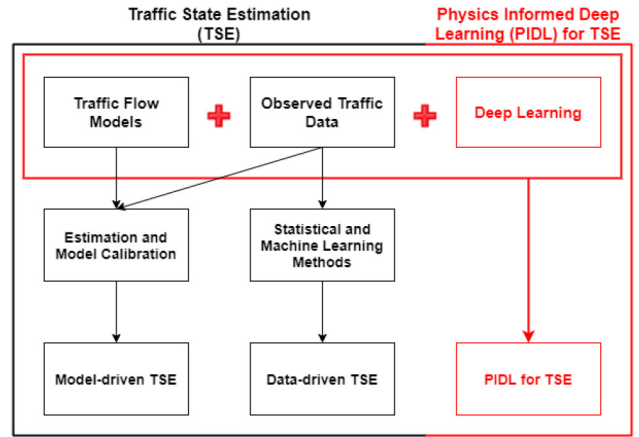 Traffic State Estimation
(TSE)
Physics Informed Deep
Learning (PIDL) for TSE
Traffic Flow
Models
Observed Traffic
Data
Deep Learning
Estimation and
Model Calibration
Statistical and
Machine Learning
Methods
Model-driven TSE
Data-driven TSE
PIDL for TSE